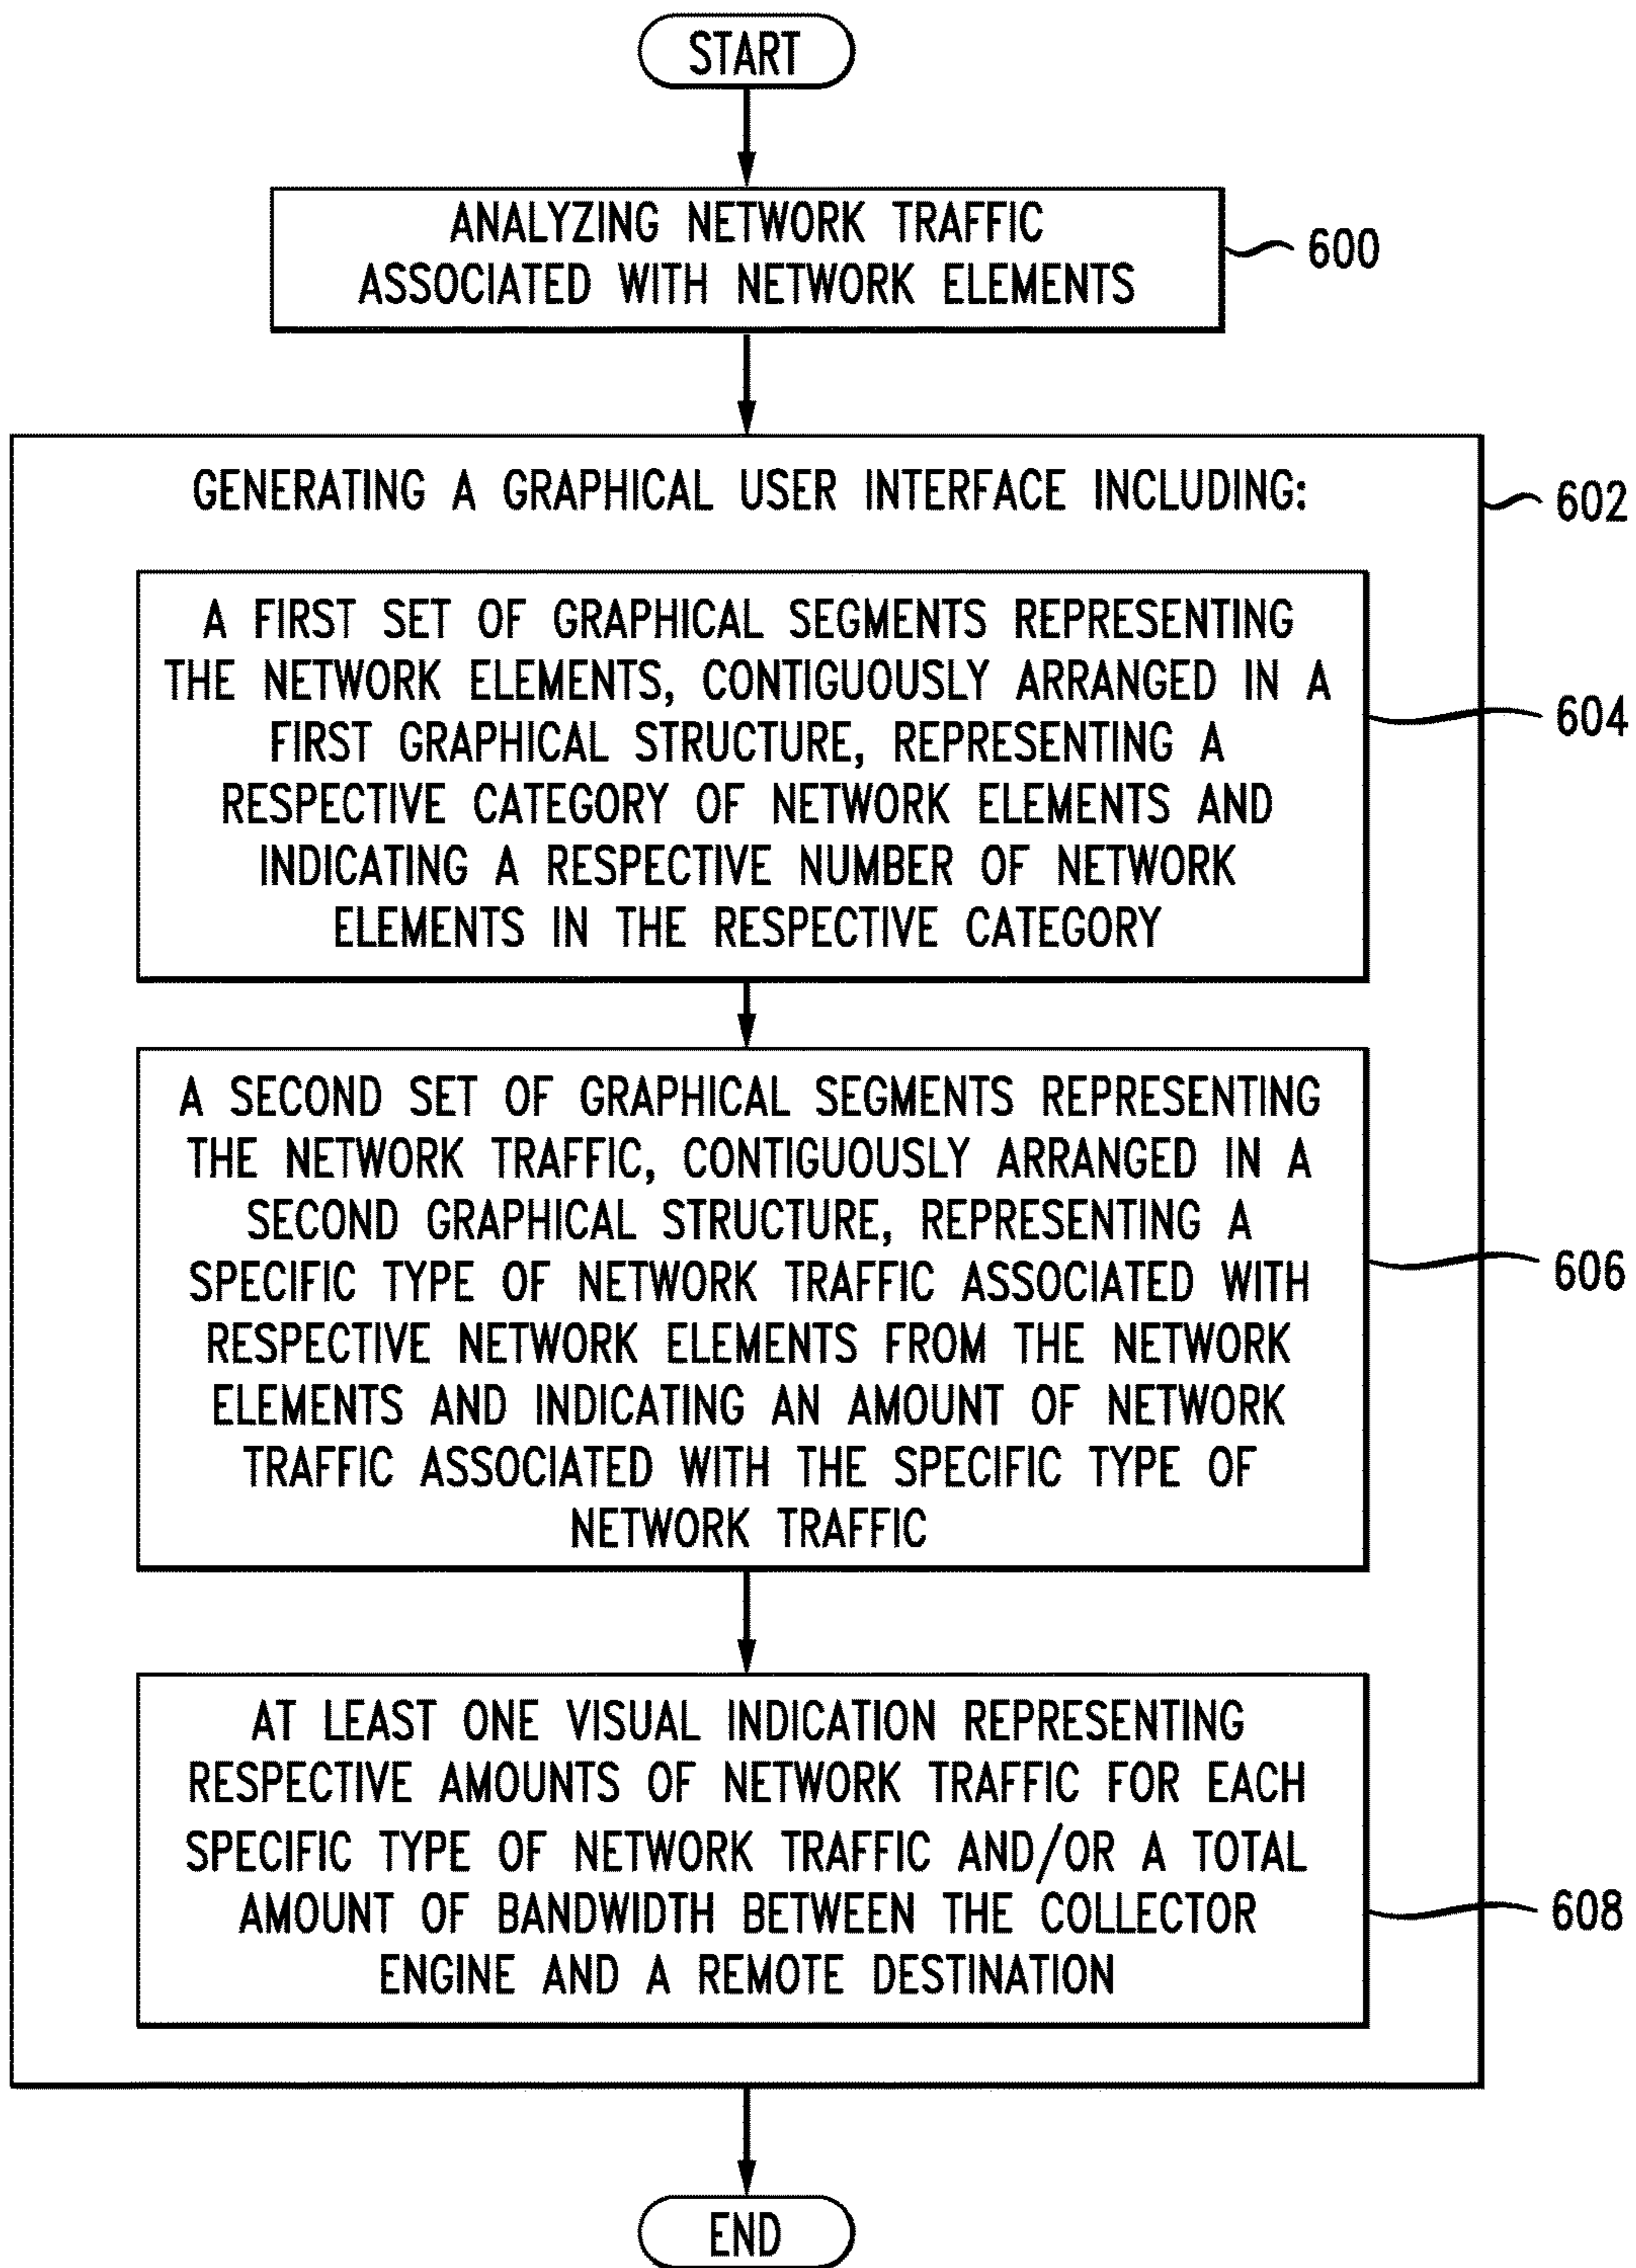 START
ANALYZING NETWORK TRAFFIC
ASSOCIATED WITH NETWORK ELEMENTS
600
GENERATING A GRAPHICAL USER INTERFACE INCLUDING:
602
A FIRST SET OF GRAPHICAL SEGMENTS REPRESENTING
THE NETWORK ELEMENTS, CONTIGUOUSLY ARRANGED IN A
FIRST GRAPHICAL STRUCTURE, REPRESENTING A
RESPECTIVE CATEGORY OF NETWORK ELEMENTS AND
INDICATING A RESPECTIVE NUMBER OF NETWORK
ELEMENTS IN THE RESPECTIVE CATEGORY
604
A SECOND SET OF GRAPHICAL SEGMENTS REPRESENTING
THE NETWORK TRAFFIC, CONTIGUOUSLY ARRANGED IN A
SECOND GRAPHICAL STRUCTURE, REPRESENTING A
SPECIFIC TYPE OF NETWORK TRAFFIC ASSOCIATED WITH
RESPECTIVE NETWORK ELEMENTS FROM THE NETWORK
ELEMENTS AND INDICATING AN AMOUNT OF NETWORK
TRAFFIC ASSOCIATED WITH THE SPECIFIC TYPE OF
NETWORK TRAFFIC
606
AT LEAST ONE VISUAL INDICATION REPRESENTING
RESPECTIVE AMOUNTS OF NETWORK TRAFFIC FOR EACH
SPECIFIC TYPE OF NETWORK TRAFFIC AND/OR A TOTAL
AMOUNT OF BANDWIDTH BETWEEN THE COLLECTOR
ENGINE AND A REMOTE DESTINATION
608
END